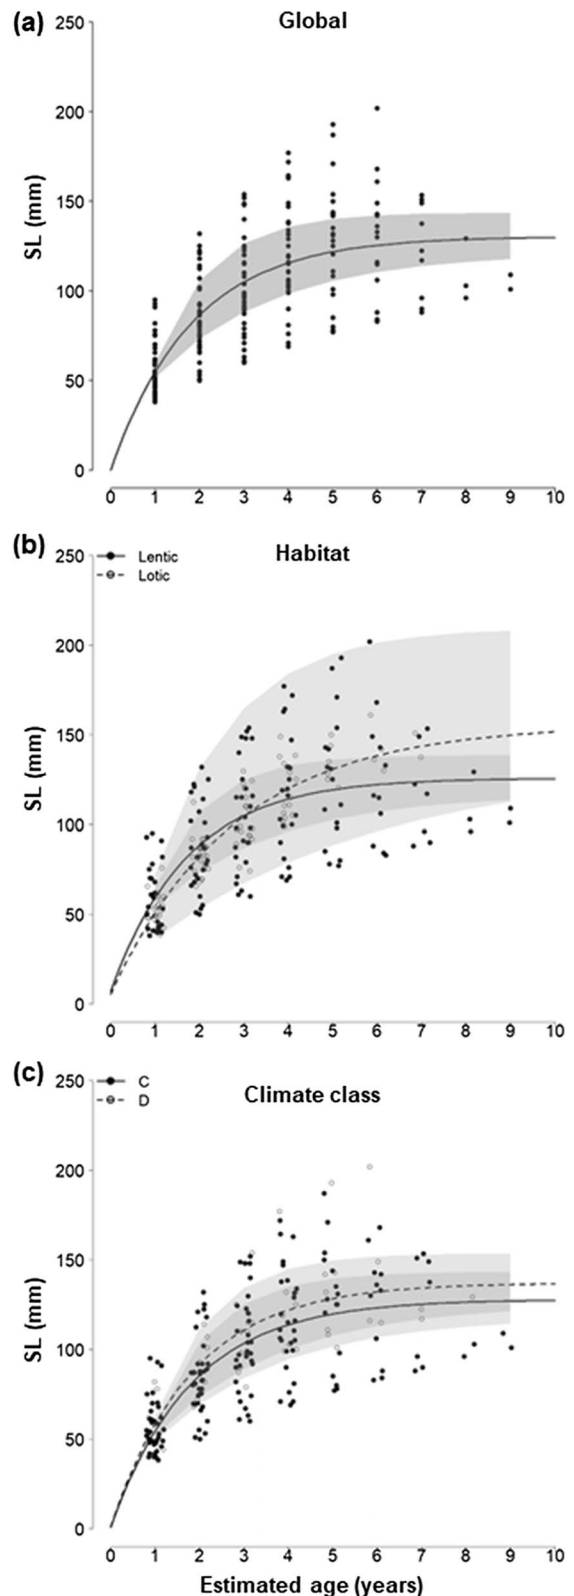 (a) Global
250
200
150
100
50
0
SL (mm)
0 1 2 3 4 5 6 7 8 9 10
(b) Habitat
Lentic
Lotic
250
200
150
100
50
0
SL (mm)
0 1 2 3 4 5 6 7 8 9 10
(c) Climate class
C
D
250
200
150
100
50
0
SL (mm)
0 1 2 3 4 5 6 7 8 9 10
Estimated age (years)